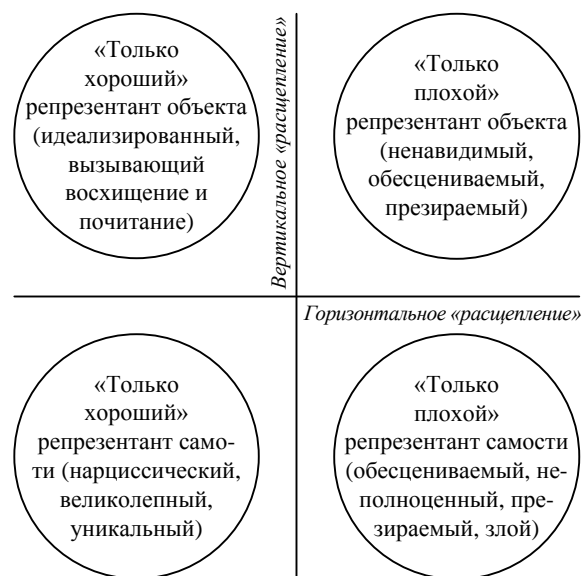 «Только
хороший»
репрезентант объекта
(идеализированный,
вызывающий
восхищение и
почитание)
Вертикальное «расщепление»
«Только
плохой»
репрезентант объекта
(ненавидимый,
обесцениваемый,
презираемый)
Горизонтальное «расщепление»
«Только
хороший»
репрезентант само-
ти (нарциссический,
великолепный,
уникальный)
«Только
плохой»
репрезентант самости
(обесцениваемый, не-
полноценный, пре-
зираемый, злой)